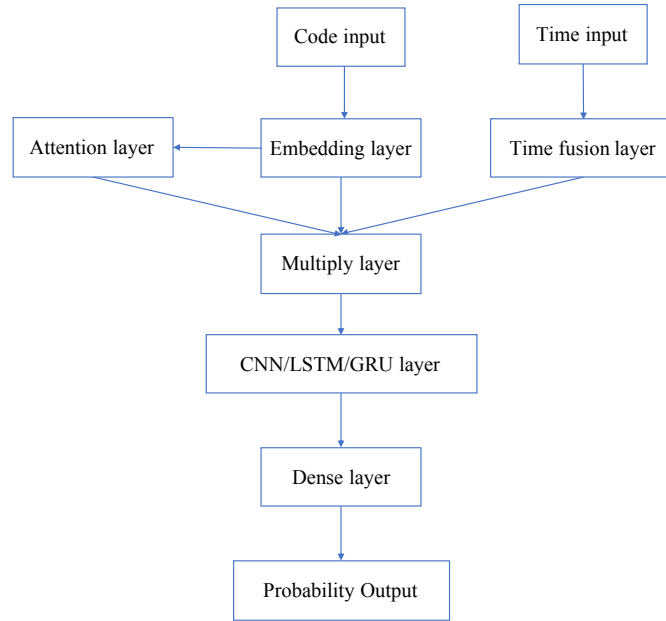 Code input
Time input
Attention layer
Embedding layer
Time fusion layer
Multiply layer
CNN/LSTM/GRU layer
Dense layer
Probability Output